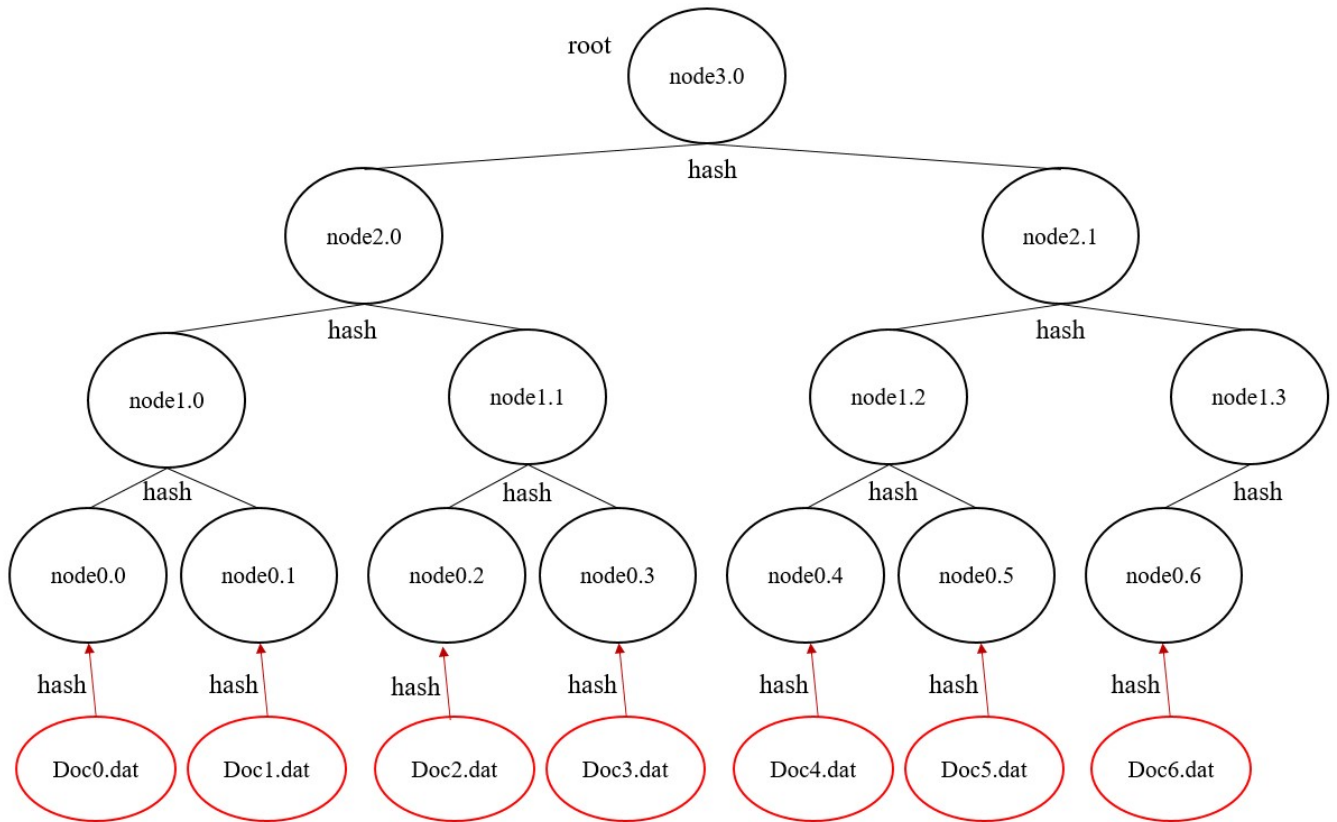 root
node3.0
hash
node2.0
node2.1
hash
hash
node1.0
node1.1
node1.2
node1.3
hash
hash
hash
hash
node0.0
node0.1
node0.2
node0.3
node0.4
node0.5
node0.6
hash
hash
hash
hash
hash
hash
hash
Doc0.dat
Doc1.dat
Doc2.dat
Doc3.dat
Doc4.dat
Doc5.dat
Doc6.dat